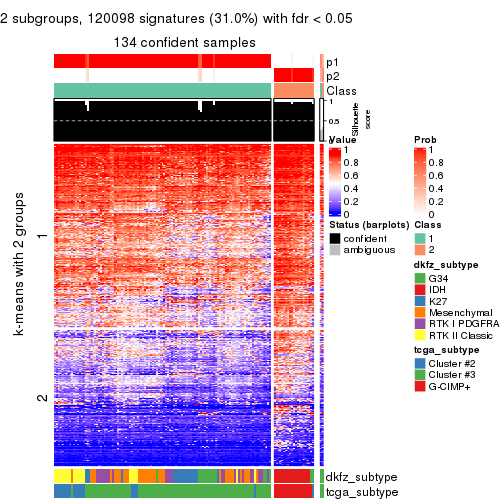 2 subgroups, 120098 signatures (31.0%) with fdr < 0.05
134 confident samples
p1
p2
Class
1
0.5
0
Silhouette
score
k-means with 2 groups
1
2
Value
1
0.8
0.6
0.4
0.2
0
Prob
1
0.8
0.6
0.4
0.2
0
Status (barplots)
confident
ambiguous
Class
1
2
dkfz_subtype
G34
IDH
K27
Mesenchymal
RTK I PDGFRA
RTK II Classic
tcga_subtype
Cluster #2
Cluster #3
G-CIMP+
dkfz_subtype
tcga_subtype